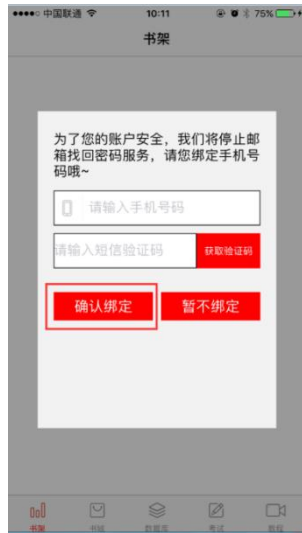 中国联通 10:11 75%
书架
为了您的账户安全，我们将停止邮
箱找回密码服务，请您绑定手机号
码哦~
请输入手机号码
请输入短信验证码 获取验证码
确认绑定 暂不绑定
书架 书城 数据库 考试 教程